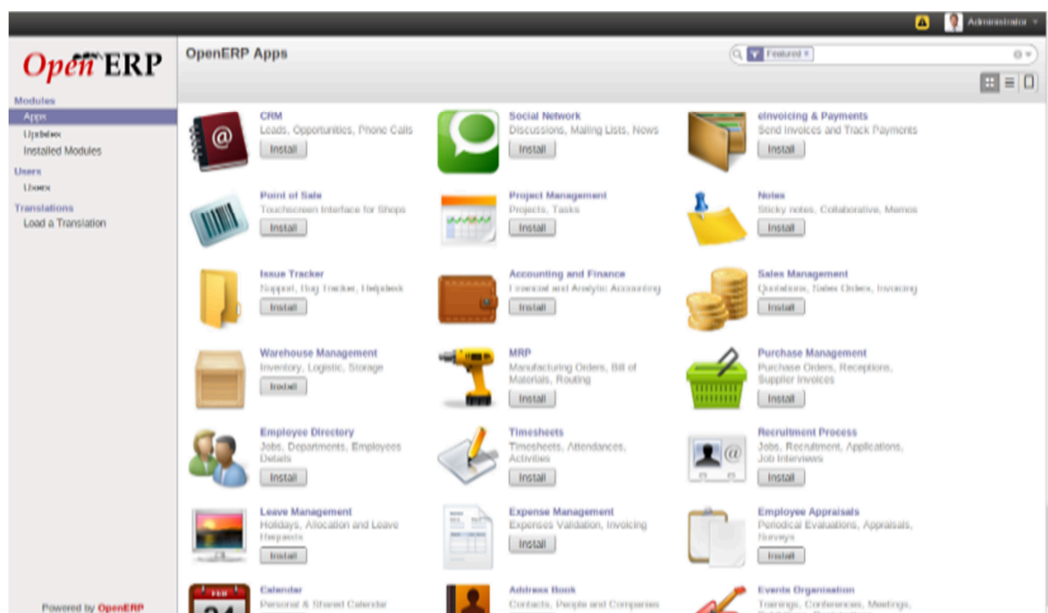 Administrator
Open ERP
OpenERP Apps
Featured
Modules
Apps
Updates
Installed Modules
Users
Users
Translations
Load a Translation
CRM
Leads, Opportunities, Phone Calls
Install
Social Network
Discussions, Mailing Lists, News
Install
eInvoicing & Payments
Send Invoices and Track Payments
Install
Point of Sale
Touchscreen Interface for Shops
Install
Project Management
Projects, Tasks
Install
Notes
Sticky notes, Collaborative, Memos
Install
Issue Tracker
Support, Bug Tracker, Helpdesk
Install
Accounting and Finance
Financial and Analytic Accounting
Install
Sales Management
Quotations, Sales Orders, Invoicing
Install
Warehouse Management
Inventory, Logistic, Storage
Install
MRP
Manufacturing Orders, Bill of
Materials, Routing
Install
Purchase Management
Purchase Orders, Receptions,
Supplier Invoices
Install
Employee Directory
Jobs, Departments, Employees
Details
Install
Timesheets
Timesheets, Attendances,
Activities
Install
Recruitment Process
Jobs, Recruitment, Applications,
Job Interviews
Install
Leave Management
Holidays, Allocation and Leave
Requests
Install
Expense Management
Expenses Validation, Invoicing
Install
Employee Appraisals
Periodical Evaluations, Appraisals,
Surveys
Install
Calendar
Personal & Shared Calendar
Address Book
Contacts, People and Companies
Events Organisation
Trainings, Conferences, Meetings,
Powered by OpenERP